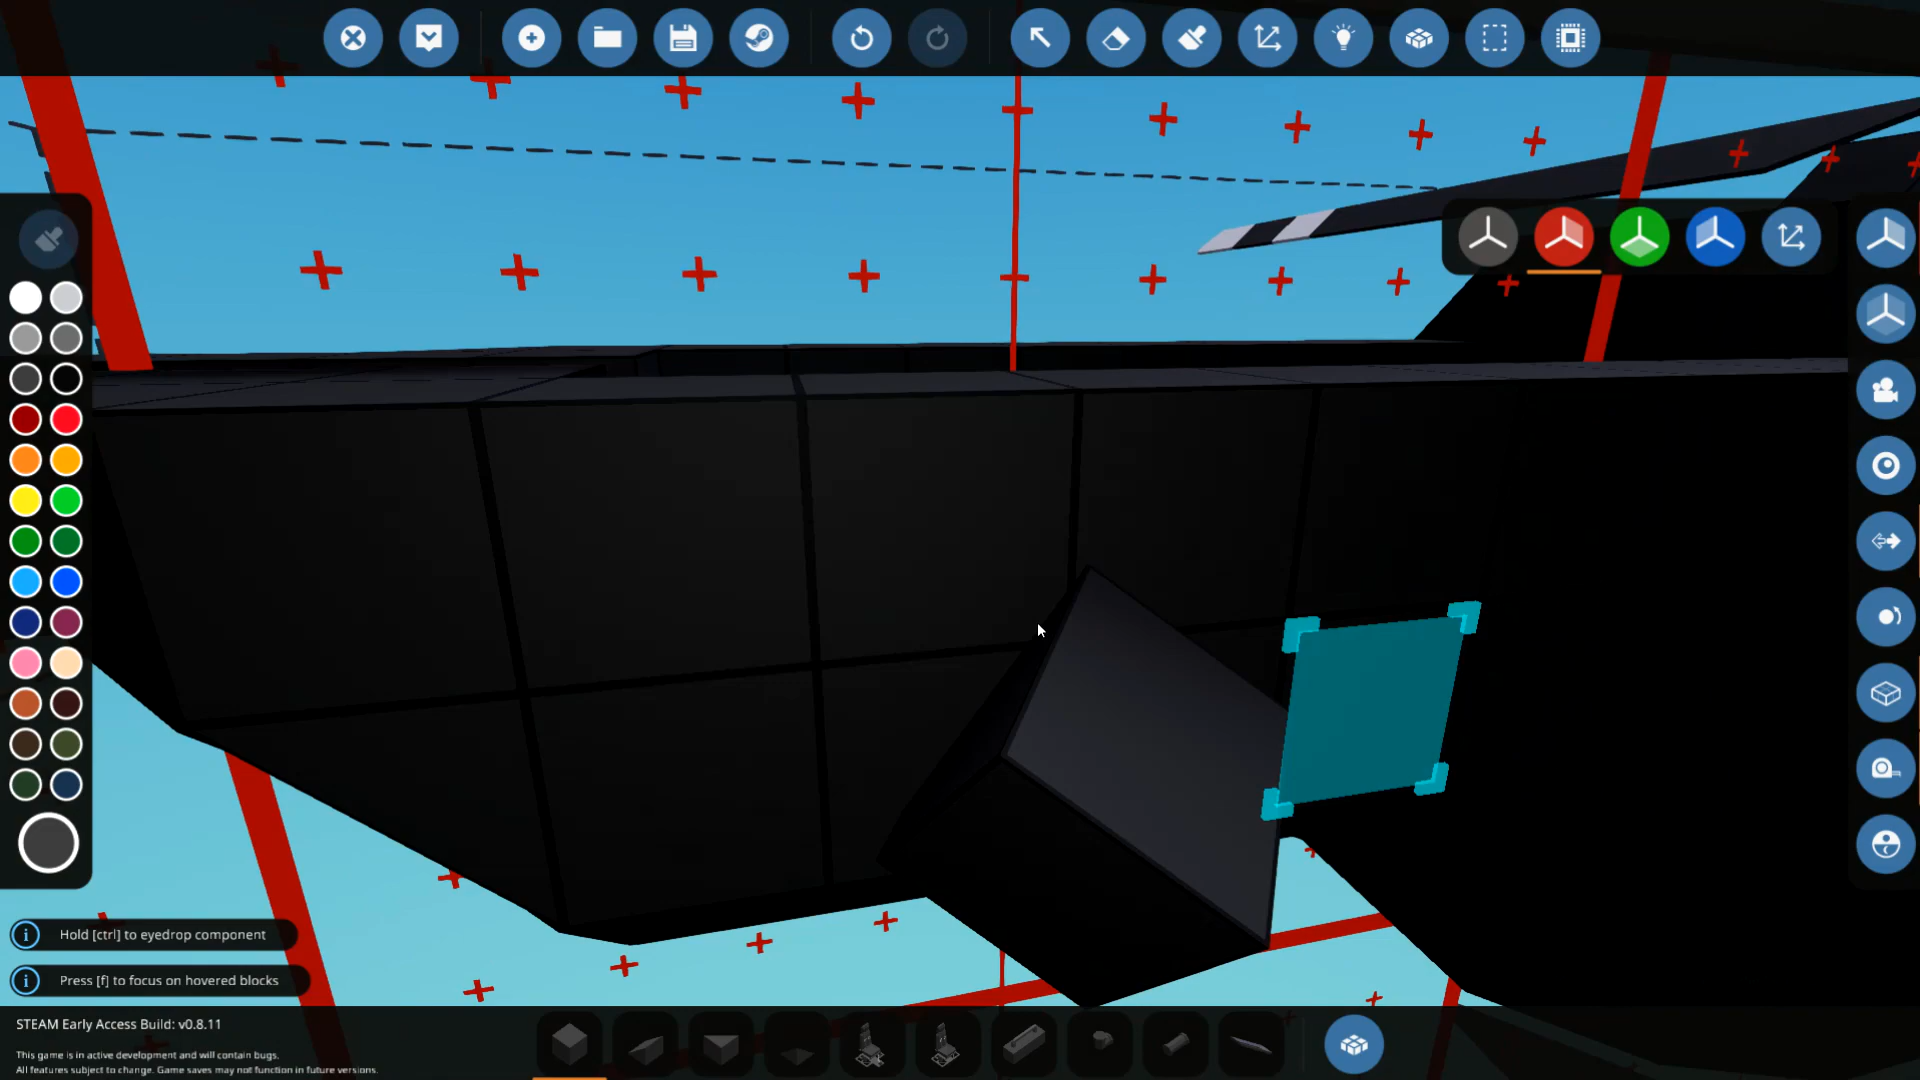 Hold [ctrl] to eyedrop component
Press [f] to focus on hovered blocks
STEAM Early Access Build: v0.8.11
This game is in active development and will contain bugs.
All features subject to change. Game saves may not function in future versions.